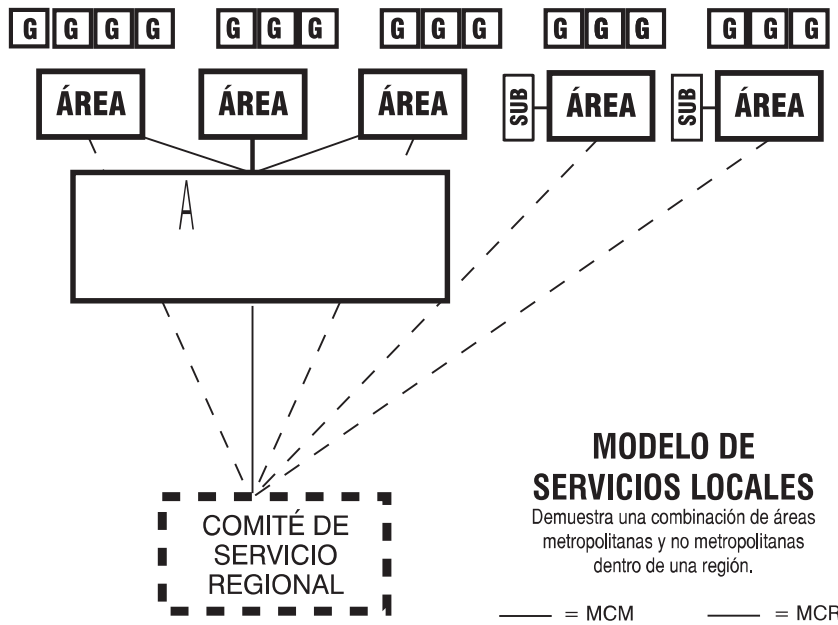 G G G G G G G G G G G G G G G G
ÁREA ÁREA ÁREA SUB ÁREA SUB ÁREA
A
COMITÉ DE
SERVICIO
REGIONAL
MODELO DE
SERVICIOS LOCALES
Demuestra una combinación de áreas
metropolitanas y no metropolitanas
dentro de una región.
= MCM = MCR